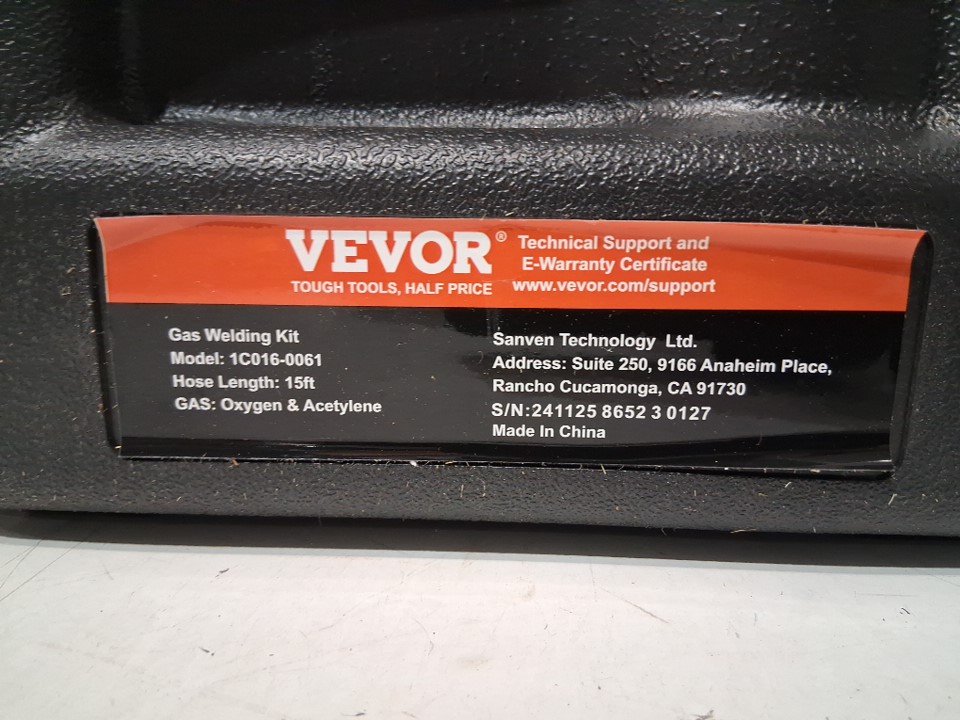 VEVOR®
TOUGH TOOLS, HALF PRICE
Technical Support and
E-Warranty Certificate
www.vevor.com/support
Gas Welding Kit
Model: 1C016-0061
Hose Length: 15ft
GAS: Oxygen & Acetylene
Sanven Technology Ltd.
Address: Suite 250, 9166 Anaheim Place,
Rancho Cucamonga, CA 91730
S/N:241125 8652 3 0127
Made In China